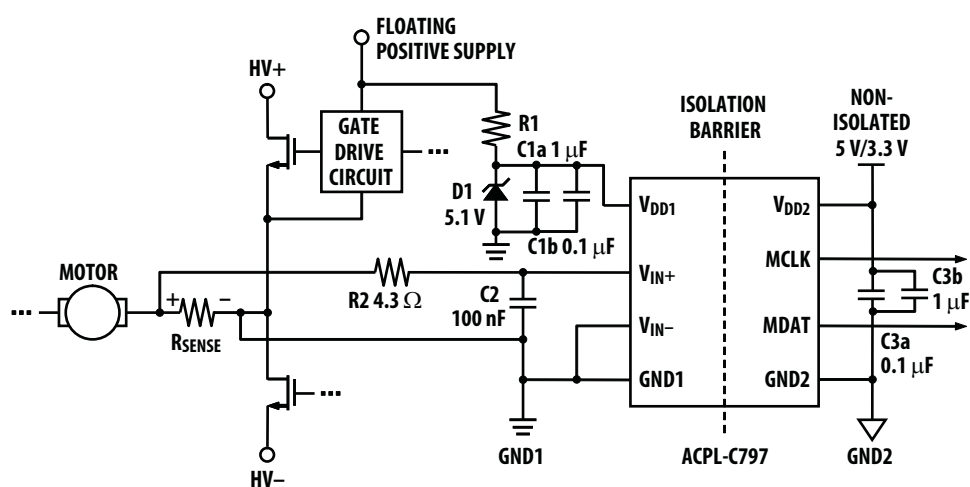 FLOATING
POSITIVE SUPPLY
HV+
GATE
DRIVE
CIRCUIT
...
R1
C1a 1 μF
D1
5.1 V
C1b 0.1 μF
ISOLATION
BARRIER
NON-
ISOLATED
5 V/3.3 V
VDD1
VDD2
MCLK
C3b
1 μF
MOTOR
...
+
–
RSENSE
R2 4.3 Ω
C2
100 nF
VIN+
VIN–
MDAT
C3a
0.1 μF
GND1
GND2
...
HV–
GND1
ACPL-C797
GND2